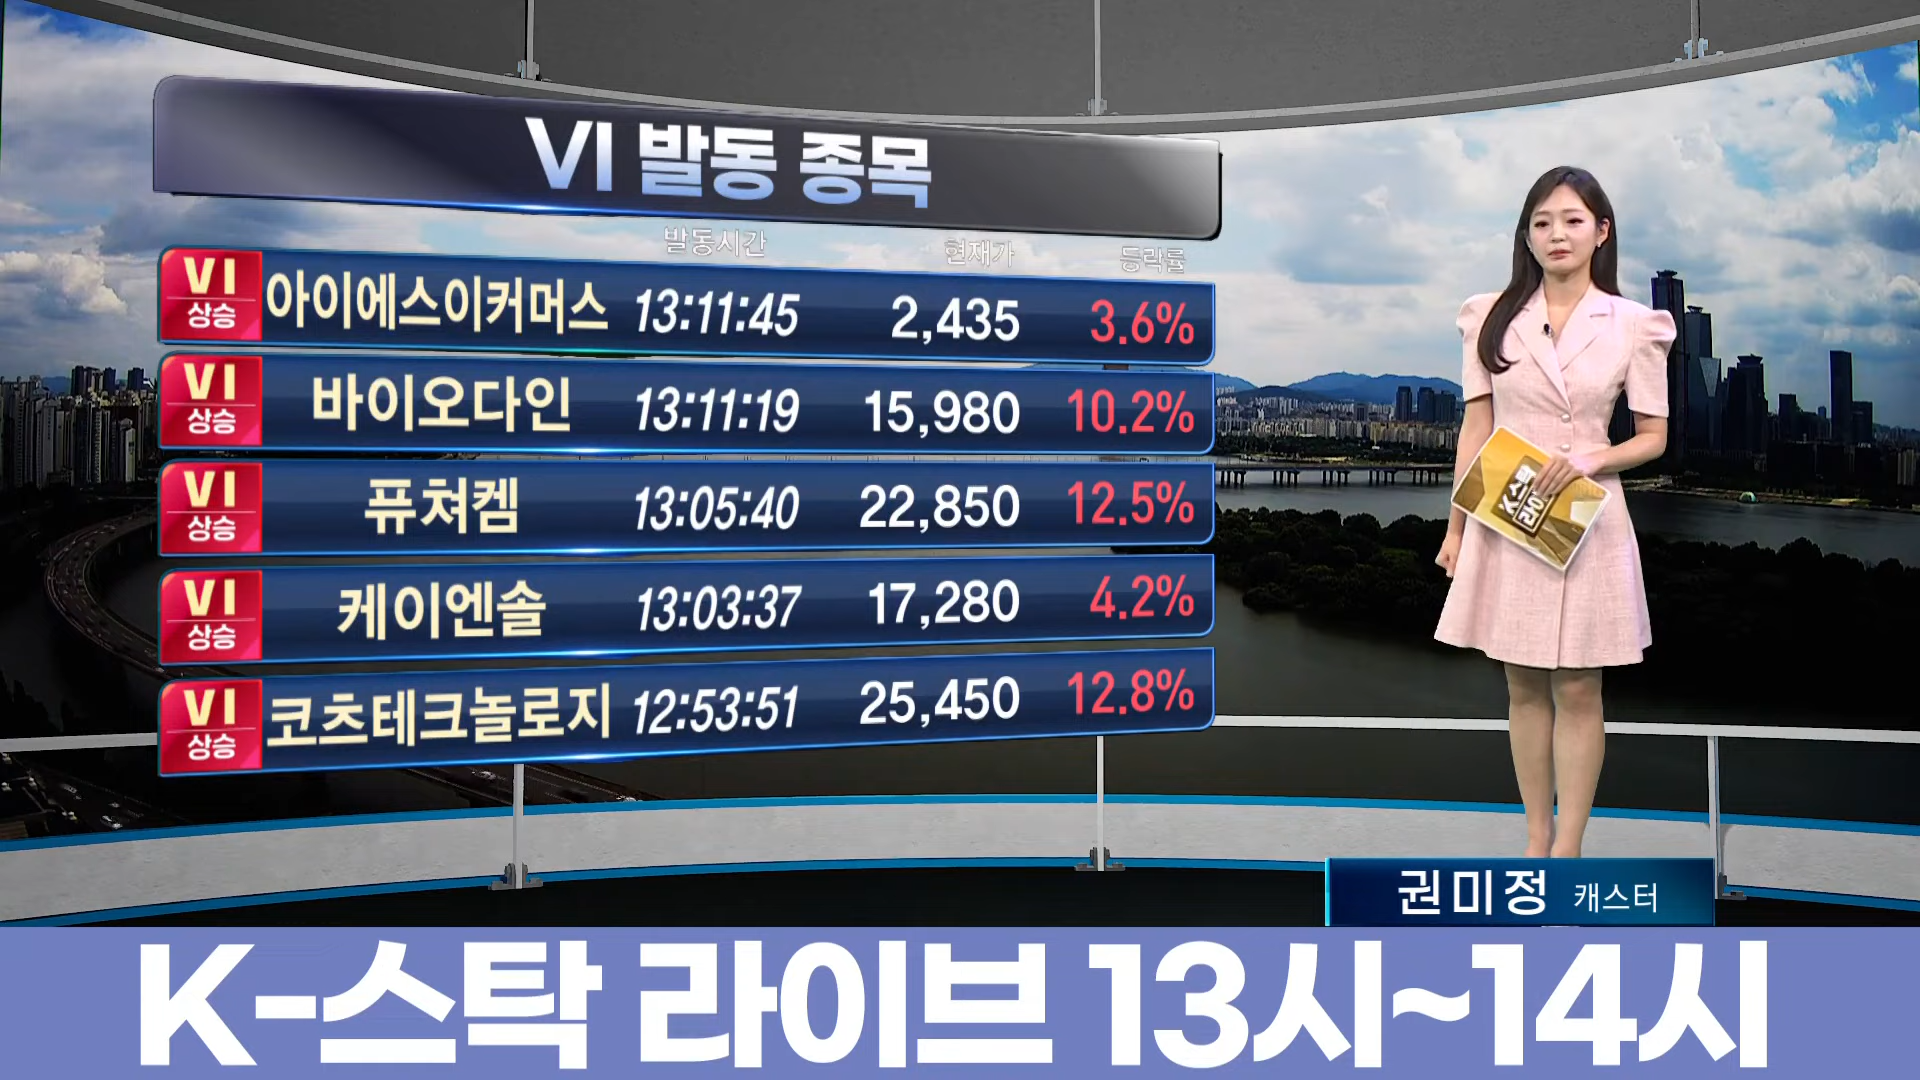 VI 발동 종목
발동시간 현재가 등락률
VI 상승 아이에스이커머스 13:11:45 2,435 3.6%
VI 상승 바이오다인 13:11:19 15,980 10.2%
VI 상승 퓨쳐켐 13:05:40 22,850 12.5%
VI 상승 케이엔솔 13:03:37 17,280 4.2%
VI 상승 코츠테크놀로지 12:53:51 25,450 12.8%
권미정 캐스터
K-스탁 라이브 13시~14시